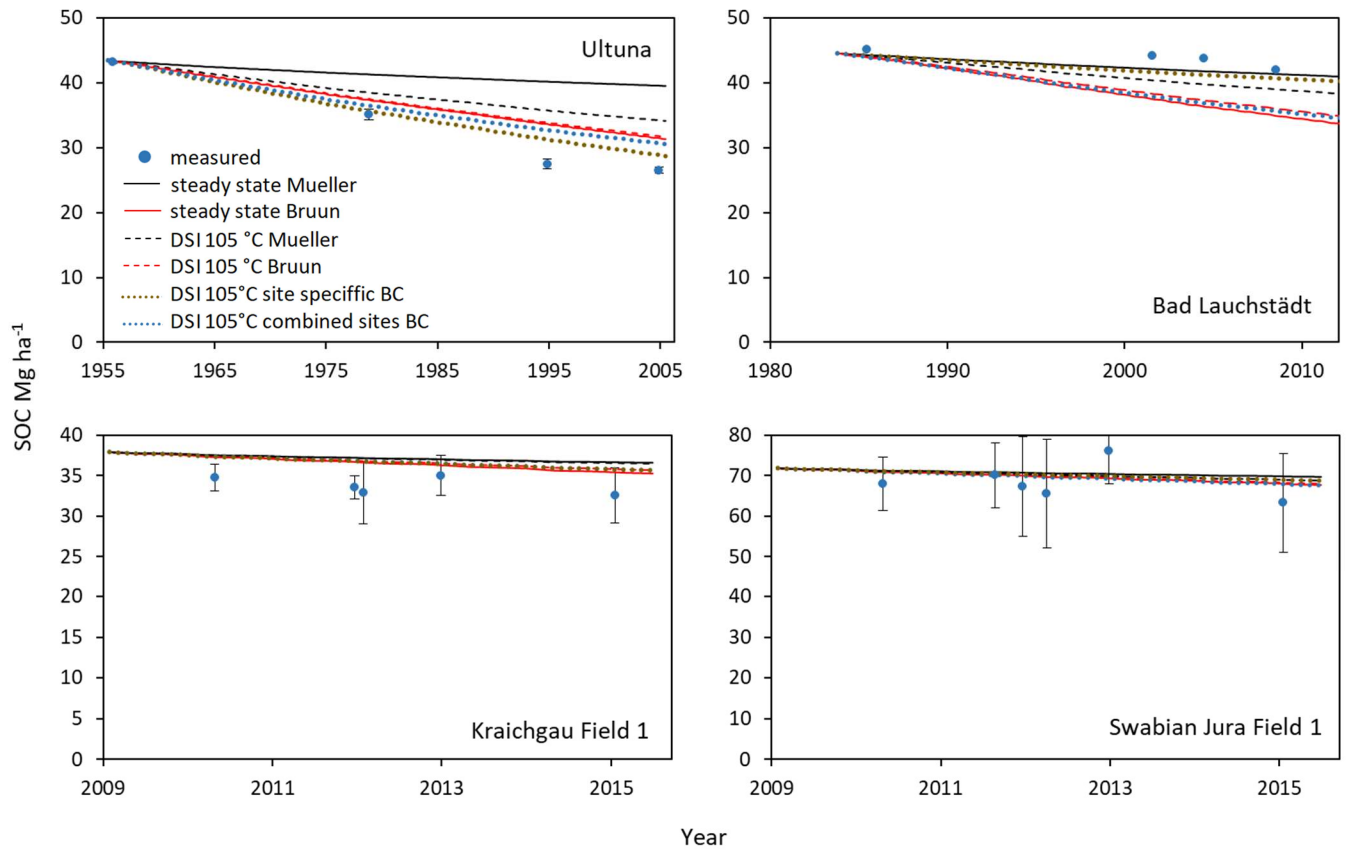 SOC Mg ha⁻¹
50
40
30
20
10
0
Ultuna
measured
steady state Mueller
steady state Bruun
DSI 105 °C Mueller
DSI 105 °C Bruun
DSI 105°C site speciffic BC
DSI 105°C combined sites BC
1955 1965 1975 1985 1995 2005
50
40
30
20
10
0
Bad Lauchstädt
1980 1990 2000 2010
40
35
30
25
20
15
10
5
0
Kraichgau Field 1
2009 2011 2013 2015
80
70
60
50
40
30
20
10
0
Swabian Jura Field 1
2009 2011 2013 2015
Year